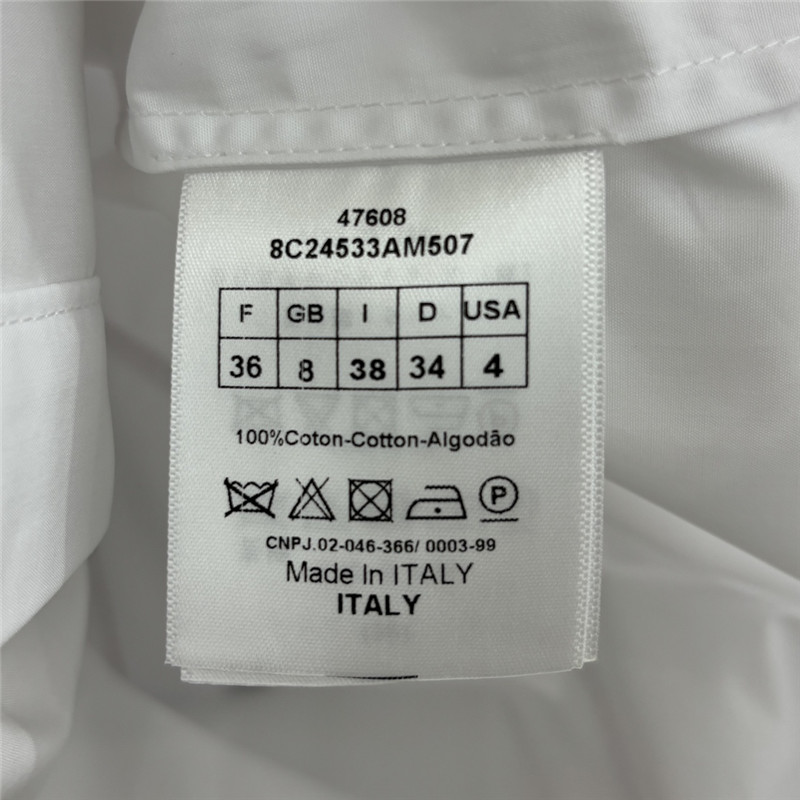 47608
8C24533AM507
F GB I D USA
36 8 38 34 4
100%Coton-Cotton-Algodão
P
CNPJ.02-046-366/ 0003-99
Made In ITALY
ITALY